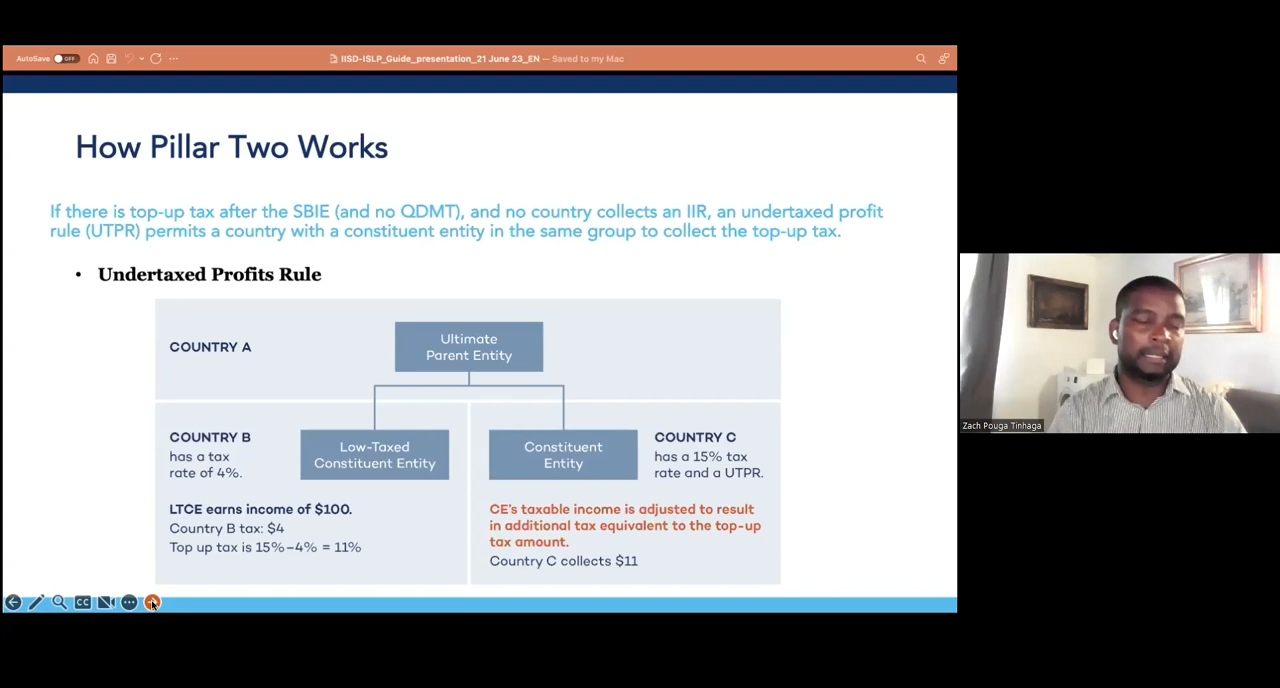 AutoSave OFF
IISD-ISLP_Guide_presentation_21 June 23_EN — Saved to my Mac
How Pillar Two Works
If there is top-up tax after the SBIE (and no QDMT), and no country collects an IIR, an undertaxed profit
rule (UTPR) permits a country with a constituent entity in the same group to collect the top-up tax.
• Undertaxed Profits Rule
COUNTRY A
Ultimate
Parent Entity
COUNTRY B
has a tax
rate of 4%.
Low-Taxed
Constituent Entity
LTCE earns income of $100.
Country B tax: $4
Top up tax is 15%–4% = 11%
Constituent
Entity
COUNTRY C
has a 15% tax
rate and a UTPR.
CE’s taxable income is adjusted to result
in additional tax equivalent to the top-up
tax amount.
Country C collects $11
CC
Zach Pouga Tinhaga